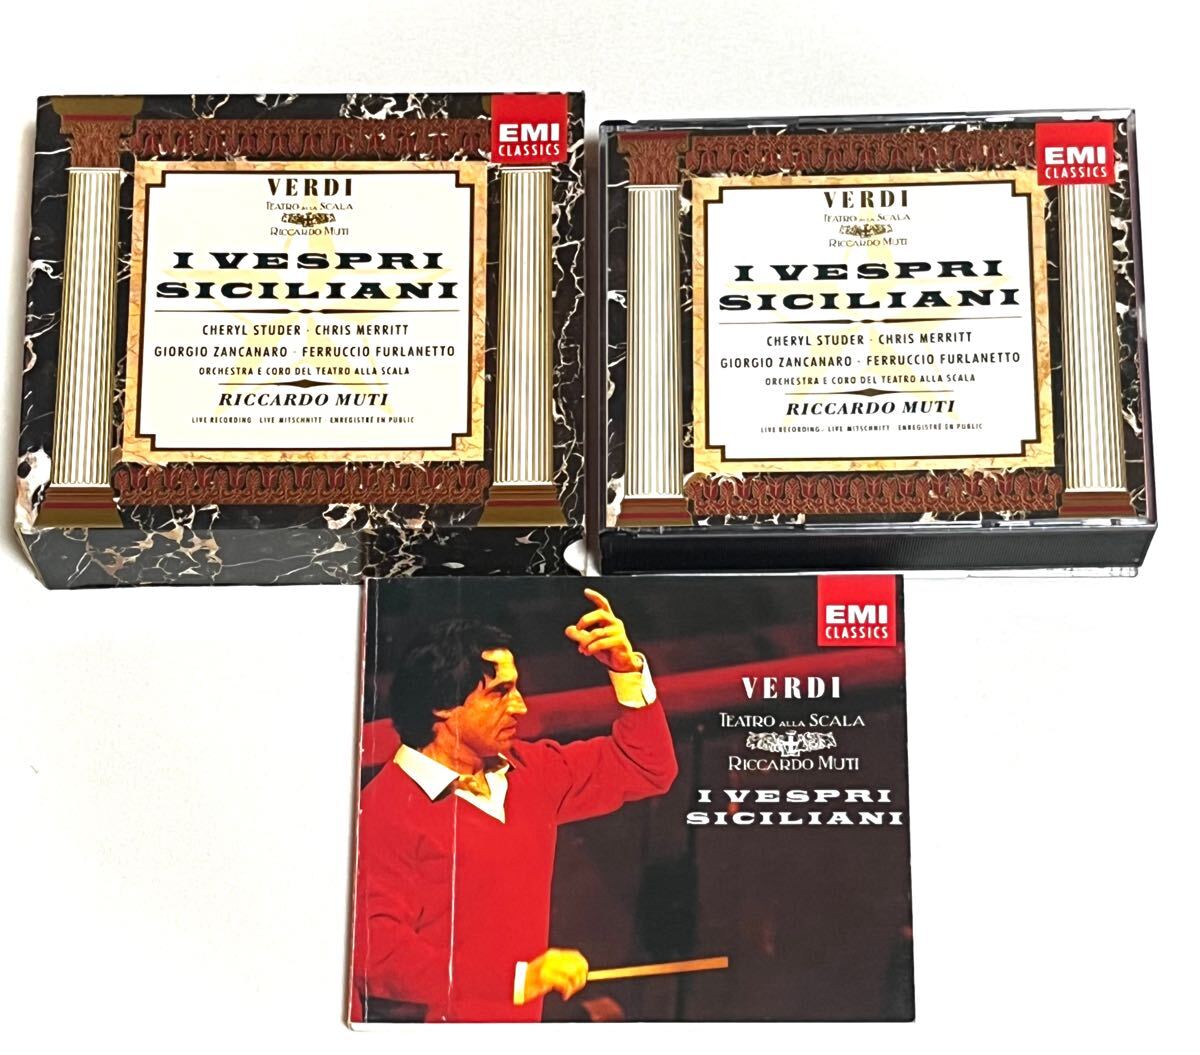 EMI
CLASSICS
VERDI
TEATRO ALLA SCALA
RICCARDO MUTI
I VESPRI
SICILIANI
CHERYL STUDER · CHRIS MERRITT
GIORGIO ZANCANARO · FERRUCCIO FURLANETTO
ORCHESTRA E CORO DEL TEATRO ALLA SCALA
RICCARDO MUTI
LIVE RECORDING · LIVE MITSCHNITT · ENREGISTRÉ EN PUBLIC
EMI
CLASSICS
VERDI
TEATRO ALLA SCALA
RICCARDO MUTI
I VESPRI
SICILIANI
CHERYL STUDER · CHRIS MERRITT
GIORGIO ZANCANARO · FERRUCCIO FURLANETTO
ORCHESTRA E CORO DEL TEATRO ALLA SCALA
RICCARDO MUTI
LIVE RECORDING · LIVE MITSCHNITT · ENREGISTRÉ EN PUBLIC
EMI
CLASSICS
VERDI
TEATRO ALLA SCALA
RICCARDO MUTI
I VESPRI
SICILIANI